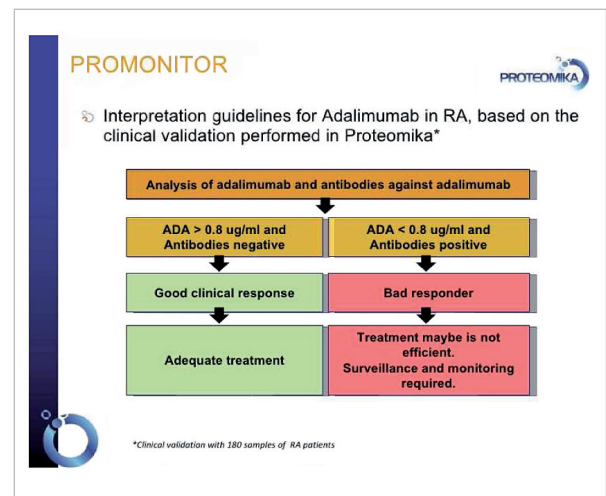 PROMONITOR
PROTEOMIKA
Interpretation guidelines for Adalimumab in RA, based on the
clinical validation performed in Proteomika*
Analysis of adalimumab and antibodies against adalimumab
ADA > 0.8 ug/ml and
Antibodies negative
ADA < 0.8 ug/ml and
Antibodies positive
Good clinical response
Bad responder
Adequate treatment
Treatment maybe is not
efficient.
Surveillance and monitoring
required.
*Clinical validation with 180 samples of RA patients